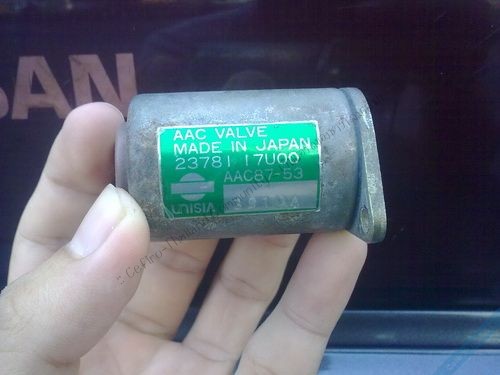 SAN
AAC VALVE
MADE IN JAPAN
23781 17U00
AAC87-53
UNISIA